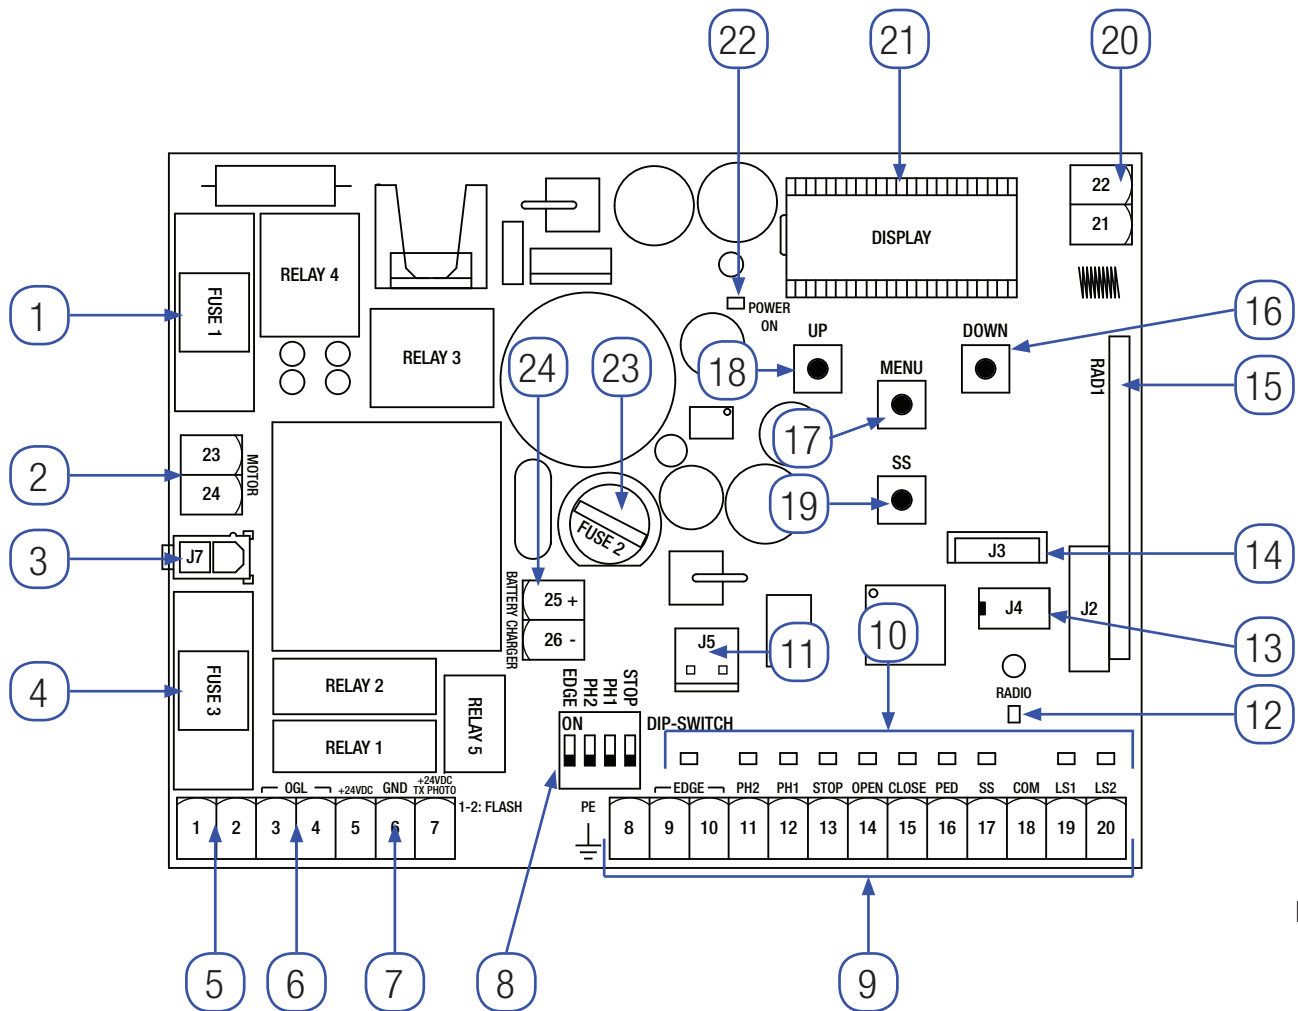 22
21
20
22
21
DISPLAY
RELAY 4
FUSE 1
1
RELAY 3
POWER
ON
UP
DOWN
16
24
23
18
MENU
RAD1
15
17
2
23
24
MOTOR
SS
19
FUSE 2
3
J7
J3
14
BATTERY CHARGER
25 +
26 -
10
J4
J2
J5
11
13
4
FUSE 3
RELAY 2
RELAY 5
RELAY 1
EDGE
PH2
PH1
STOP
ON
DIP-SWITCH
RADIO
12
OGL
+24VDC
GND
+24VDC
TX PHOTO
1-2: FLASH
PE
EDGE
PH2
PH1
STOP
OPEN
CLOSE
PED
SS
COM
LS1
LS2
1
2
3
4
5
6
7
8
9
10
11
12
13
14
15
16
17
18
19
20
5
6
7
8
9